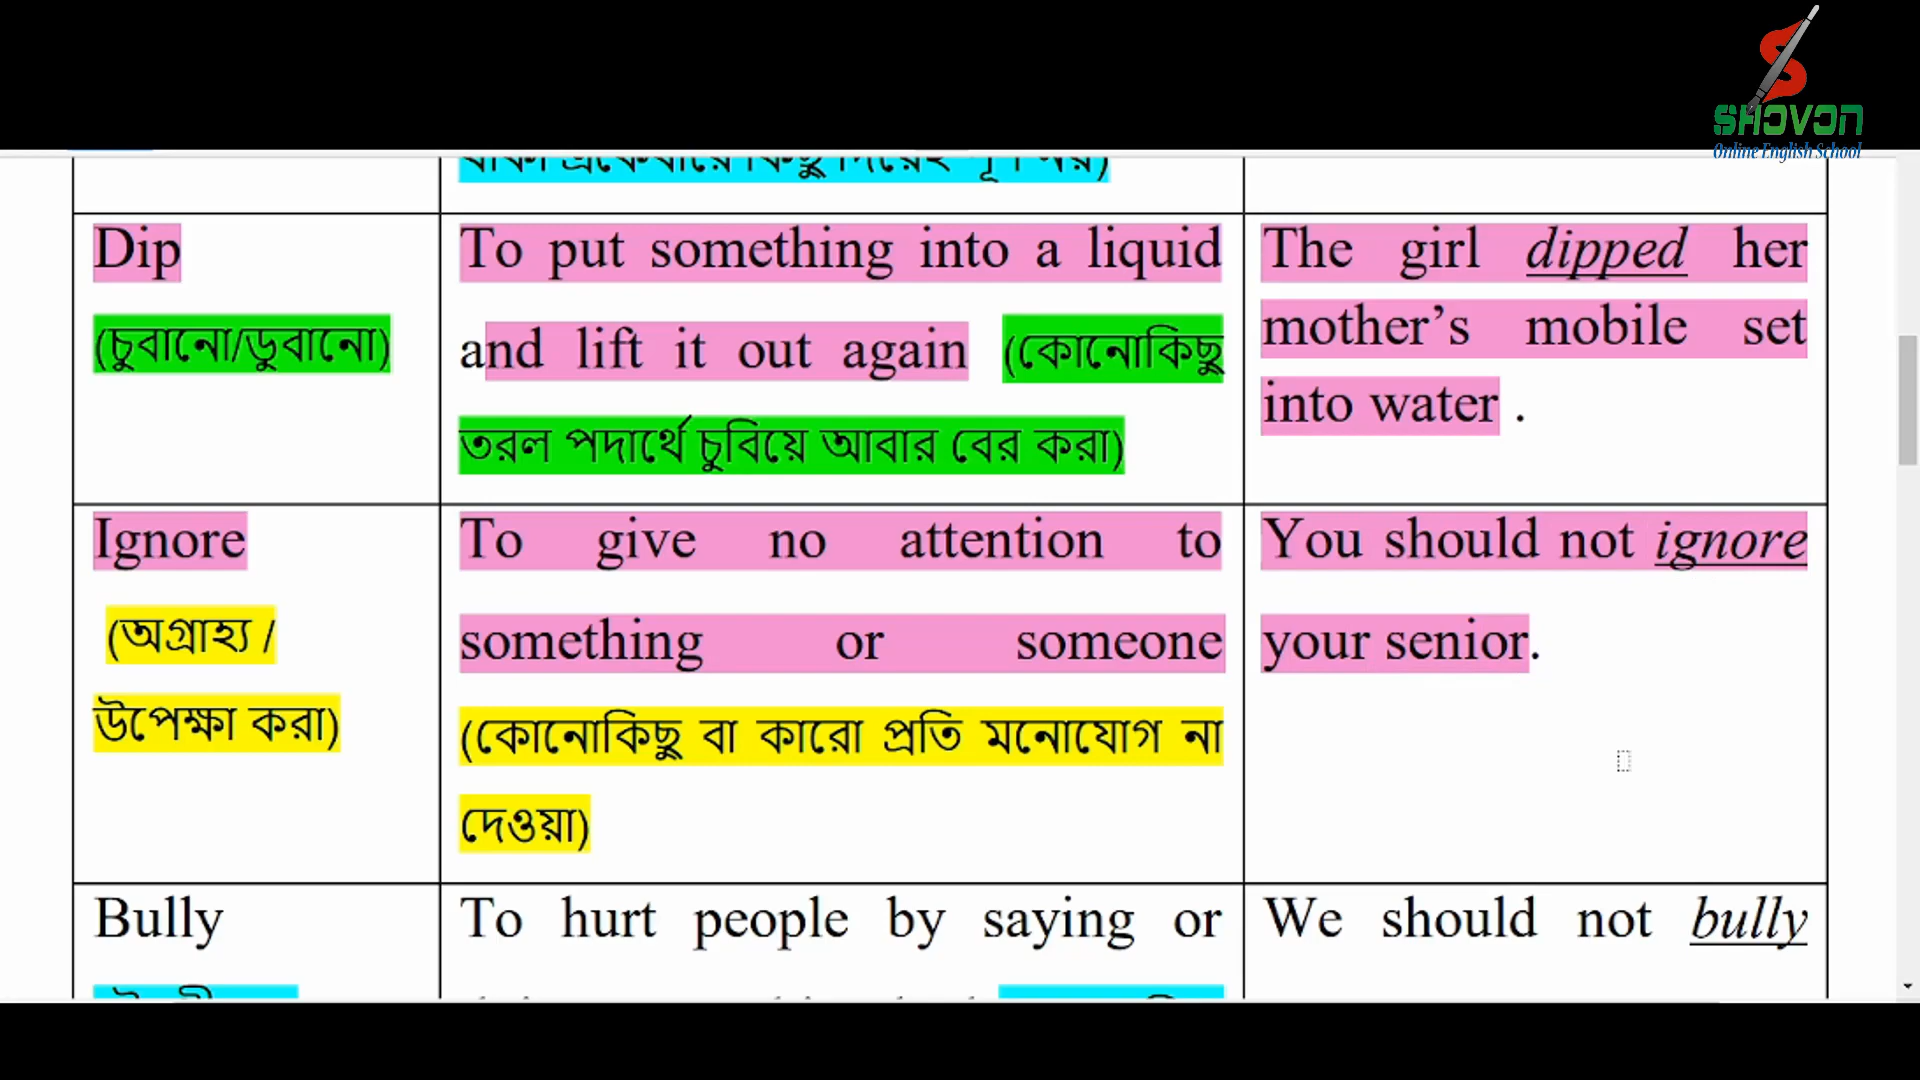 SHOVON
Online English School
Dip
(চুবানো/ডুবানো)
To put something into a liquid
and lift it out again (কোনোকিছু
তরল পদার্থে চুবিয়ে আবার বের করা)
The girl dipped her
mother’s mobile set
into water .
Ignore
(অগ্রাহ্য /
উপেক্ষা করা)
To give no attention to
something or someone
(কোনোকিছু বা কারো প্রতি মনোযোগ না
দেওয়া)
You should not ignore
your senior.
Bully
To hurt people by saying or
We should not bully